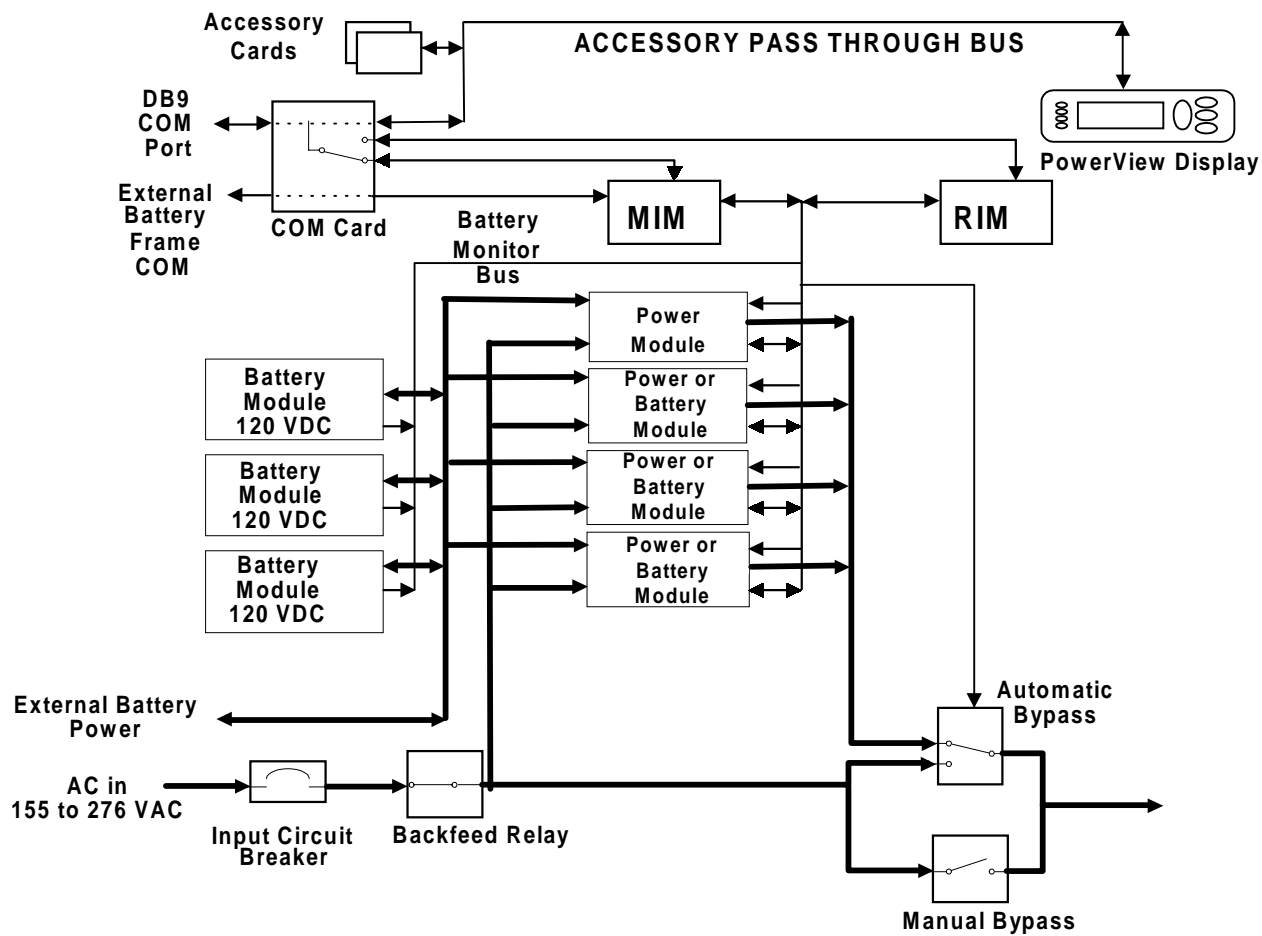 Accessory
Cards
ACCESSORY PASS THROUGH BUS
DB9
COM
Port
PowerView Display
External
Battery
Frame
COM
COM Card
MIM
RIM
Battery
Monitor
Bus
Power
Module
Battery
Module
120 VDC
Power or
Battery
Module
Battery
Module
120 VDC
Power or
Battery
Module
Battery
Module
120 VDC
Power or
Battery
Module
External Battery
Power
Automatic
Bypass
AC in
155 to 276 VAC
Input Circuit
Breaker
Backfeed Relay
Manual Bypass